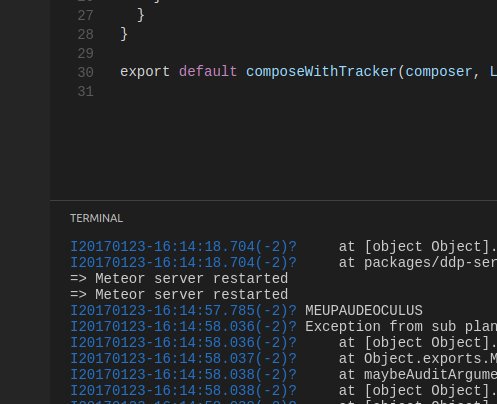 27 }
28 }
29
30 export default composeWithTracker(composer, L
31
TERMINAL
I20170123-16:14:18.704(-2)? at [object Object].
I20170123-16:14:18.704(-2)? at packages/ddp-ser
=> Meteor server restarted
=> Meteor server restarted
I20170123-16:14:57.785(-2)? MEUPAUDEOCULUS
I20170123-16:14:58.036(-2)? Exception from sub plan
I20170123-16:14:58.036(-2)? at [object Object].
I20170123-16:14:58.037(-2)? at Object.exports.M
I20170123-16:14:58.038(-2)? at maybeAuditArgume
I20170123-16:14:58.038(-2)? at [object Object].